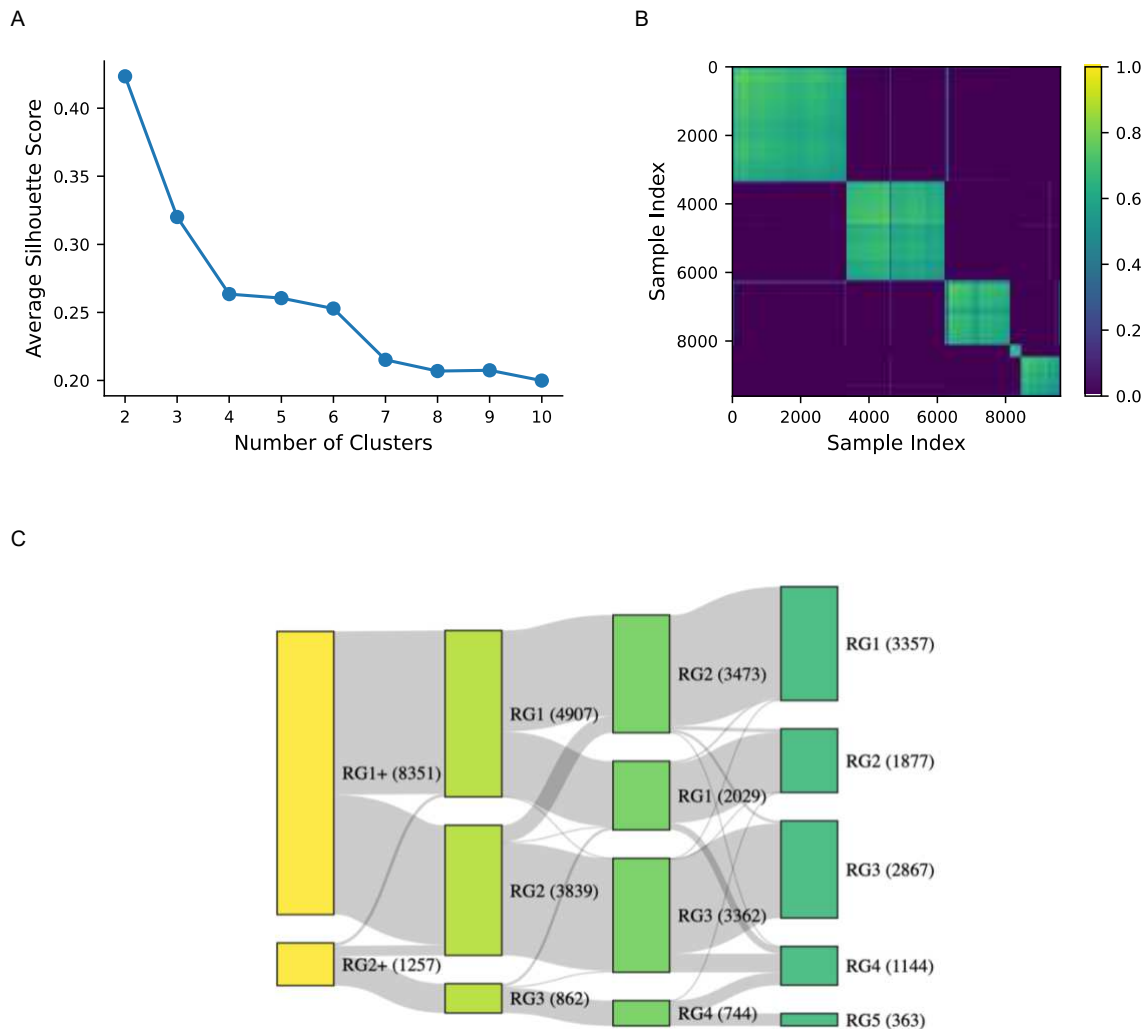 A
B
0.40
0.35
0.30
0.25
0.20
Average Silhouette Score
2 3 4 5 6 7 8 9 10
Number of Clusters
0
2000
4000
6000
8000
Sample Index
0 2000 4000 6000 8000
Sample Index
1.0
0.8
0.6
0.4
0.2
0.0
C
RG1+ (8351)
RG2+ (1257)
RG1 (4907)
RG2 (3839)
RG3 (862)
RG2 (3473)
RG1 (2029)
RG3 (3362)
RG4 (744)
RG1 (3357)
RG2 (1877)
RG3 (2867)
RG4 (1144)
RG5 (363)